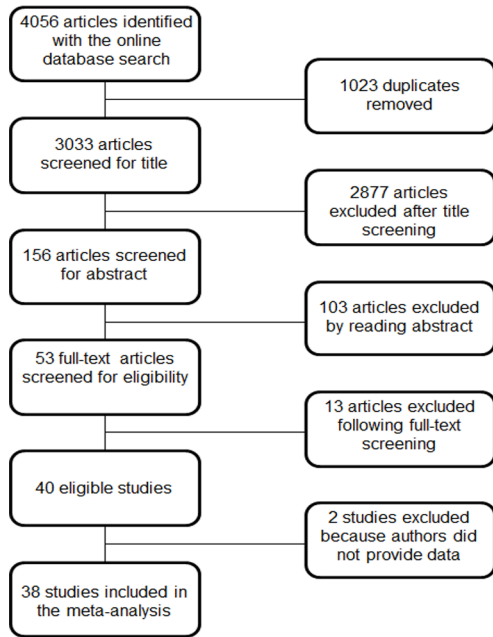 4056 articles identified
with the online
database search
1023 duplicates
removed
3033 articles
screened for title
2877 articles
excluded after title
screening
156 articles screened
for abstract
103 articles excluded
by reading abstract
53 full-text articles
screened for eligibility
13 articles excluded
following full-text
screening
40 eligible studies
2 studies excluded
because authors did
not provide data
38 studies included in
the meta-analysis